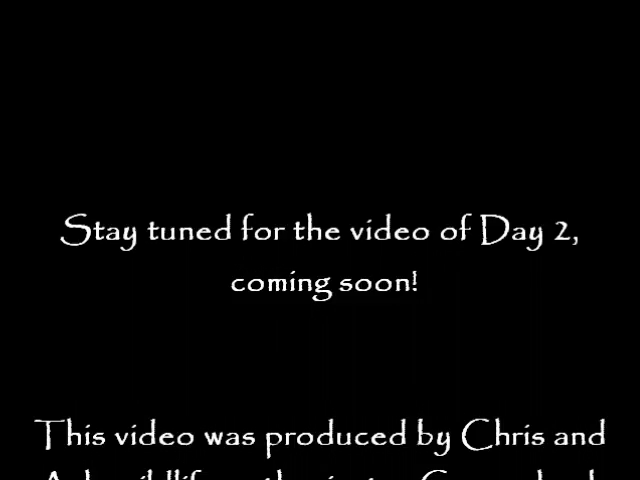 Stay tuned for the video of Day 2,
coming soon!
This video was produced by Chris and